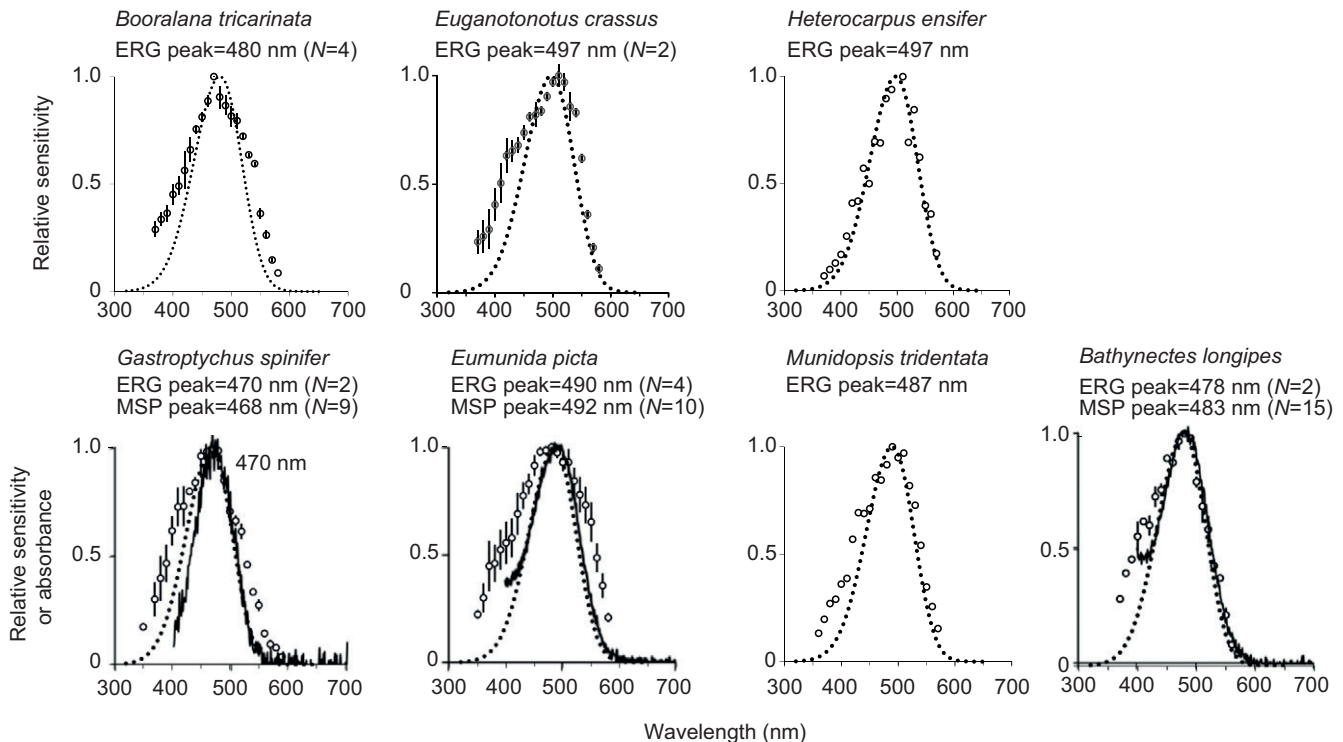 Booralana tricarinata
ERG peak=480 nm (N=4)
Euganotonotus crassus
ERG peak=497 nm (N=2)
Heterocarpus ensifer
ERG peak=497 nm
Relative sensitivity
1.0
0.5
0
300 400 500 600 700
1.0
0.5
0
300 400 500 600 700
1.0
0.5
0
300 400 500 600 700
Gastroptychus spinifer
ERG peak=470 nm (N=2)
MSP peak=468 nm (N=9)
Eumunida picta
ERG peak=490 nm (N=4)
MSP peak=492 nm (N=10)
Munidopsis tridentata
ERG peak=487 nm
Bathynectes longipes
ERG peak=478 nm (N=2)
MSP peak=483 nm (N=15)
Relative sensitivity
or absorbance
1.0
0.5
0
470 nm
300 400 500 600 700
1.0
0.5
0
300 400 500 600 700
1.0
0.5
0
300 400 500 600 700
1.0
0.5
0
300 400 500 600 700
Wavelength (nm)